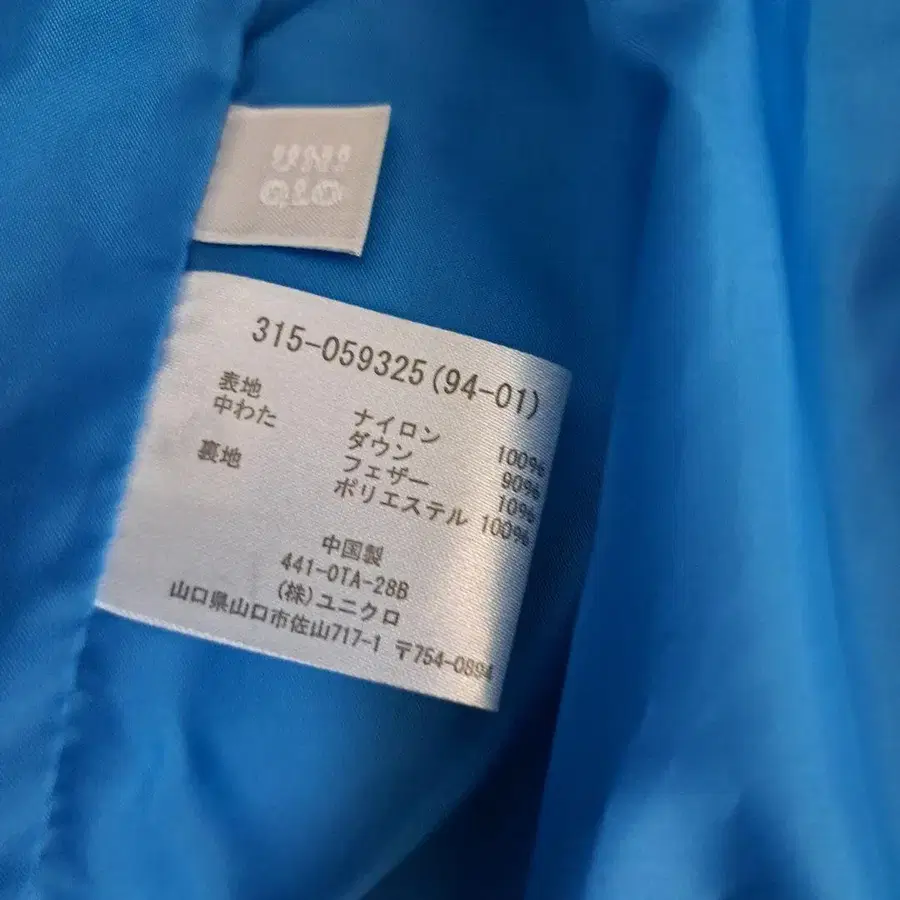 UNI
QLO
315-059325(94-01)
表地 ナイロン 100%
中わた ダウン 90%
フェザー 10%
裏地 ポリエステル 100%
中国製
441-OTA-28B
(株)ユニクロ
山口県山口市佐山717-1 〒754-0894